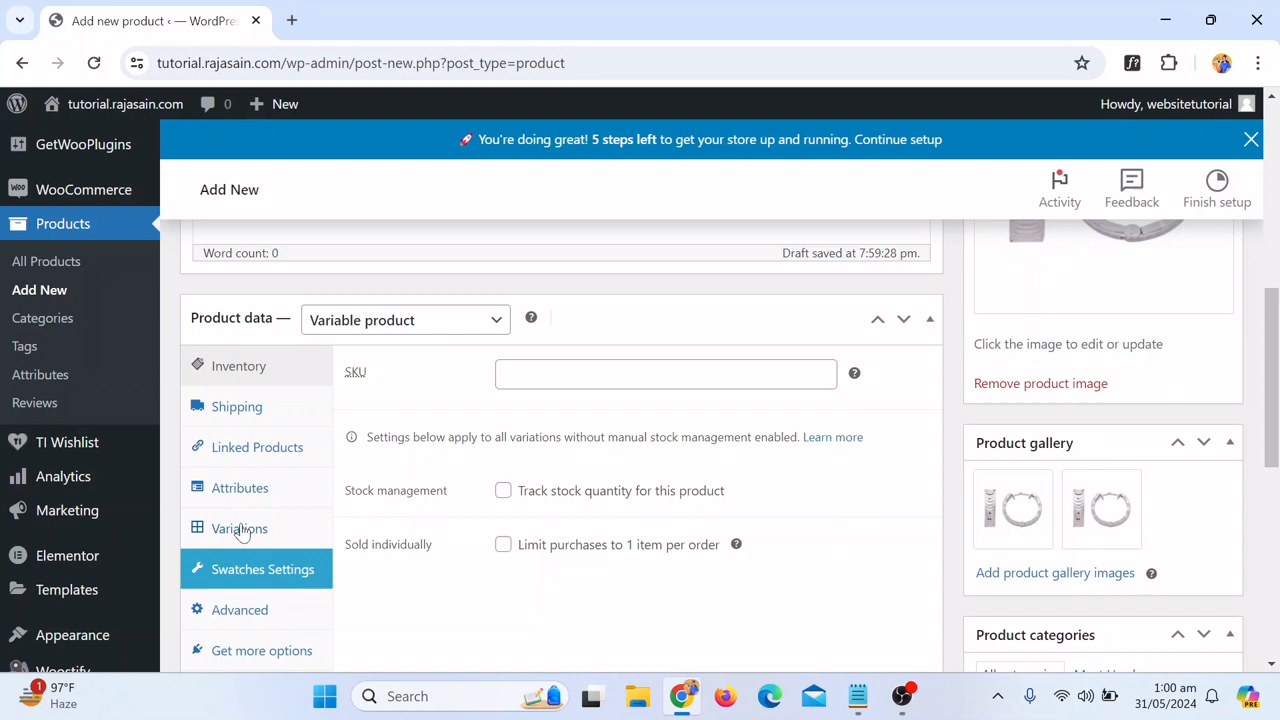 Add new product ‹ — WordPre
tutorial.rajasain.com/wp-admin/post-new.php?post_type=product
tutorial.rajasain.com
0
New
Howdy, websitetutorial
GetWooPlugins
🚀 You're doing great! 5 steps left to get your store up and running. Continue setup
WooCommerce
Products
Add New
Activity
Feedback
Finish setup
All Products
Add New
Categories
Tags
Attributes
Reviews
TI Wishlist
Analytics
Marketing
Elementor
Templates
Appearance
Woostify
Word count: 0
Draft saved at 7:59:28 pm.
Product data —
Variable product
Inventory
Shipping
Linked Products
Attributes
Variations
Swatches Settings
Advanced
Get more options
SKU
Settings below apply to all variations without manual stock management enabled. Learn more
Stock management
Track stock quantity for this product
Sold individually
Limit purchases to 1 item per order
Click the image to edit or update
Remove product image
Product gallery
Add product gallery images
Product categories
1
97°F
Haze
Search
1:00 am
31/05/2024
PRE